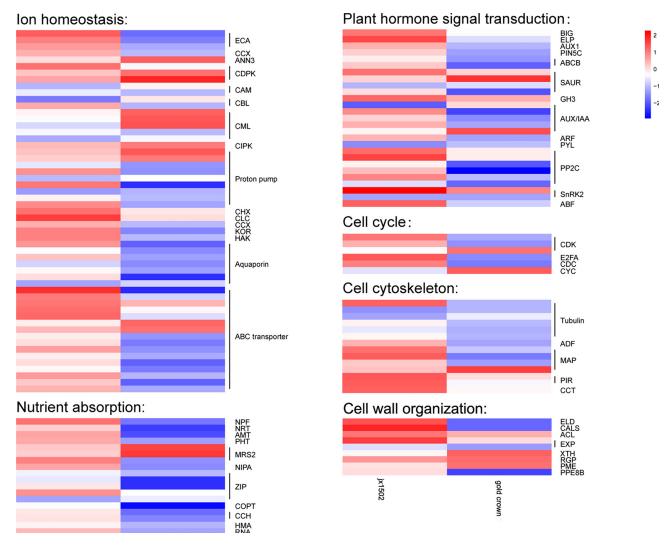 Ion homeostasis:
ECA
CCX
ANN3
CDPK
CAM
CBL
CML
CIPK
Proton pump
CHX
CLC
CCX
KOR
HAK
Aquaporin
ABC transporter
Nutrient absorption:
NPF
NRT
AMT
PHT
MRS2
NIPA
ZIP
COPT
CCH
HMA
RNA
Plant hormone signal transduction:
BIG
ELP
AUX1
PIN5C
ABCB
SAUR
GH3
AUX/IAA
ARF
PYL
PP2C
SnRK2
ABF
Cell cycle:
CDK
E2FA
CDC
CYC
Cell cytoskeleton:
Tubulin
ADF
MAP
PIR
CCT
Cell wall organization:
ELD
CALS
ACL
EXP
XTH
RGP
PME
PPE8B
jx1502
gold crown
2
1
0
−1
−2